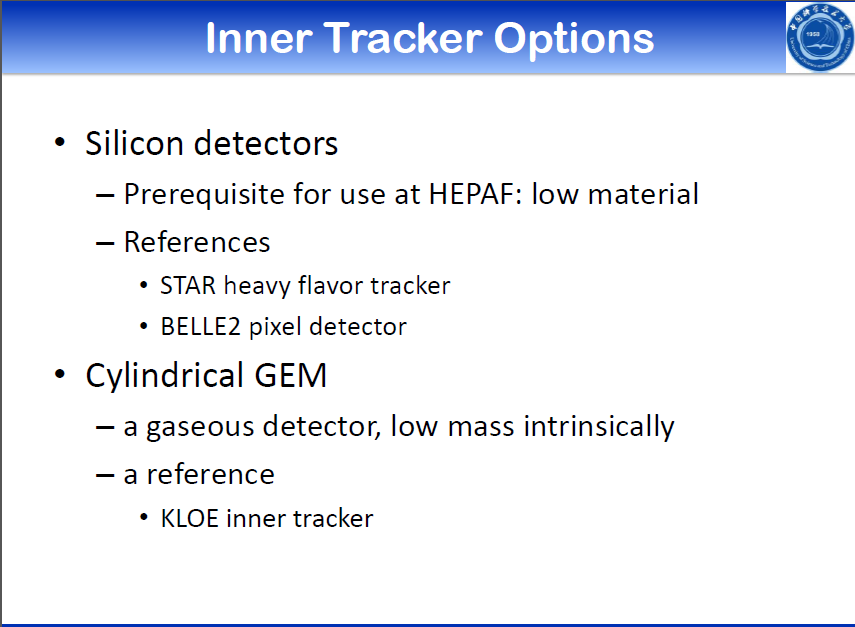 Inner Tracker Options
1958
• Silicon detectors
– Prerequisite for use at HEPAF: low material
– References
• STAR heavy flavor tracker
• BELLE2 pixel detector
• Cylindrical GEM
– a gaseous detector, low mass intrinsically
– a reference
• KLOE inner tracker